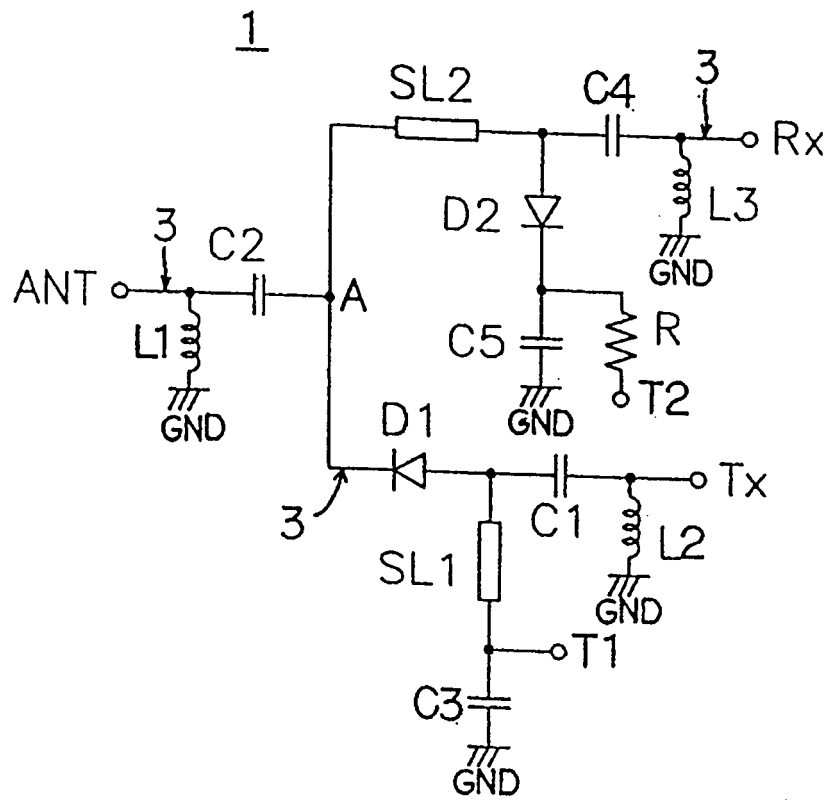 1
SL2
C4
3
Rx
D2
L3
GND
3
C2
ANT
A
L1
GND
C5
R
T2
GND
D1
Tx
3
C1
L2
SL1
GND
T1
C3
GND